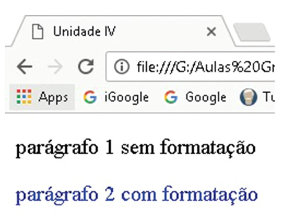 Unidade IV
file:///G:/Aulas%20Gr
Apps iGoogle Google Tu
parágrafo 1 sem formatação
parágrafo 2 com formatação